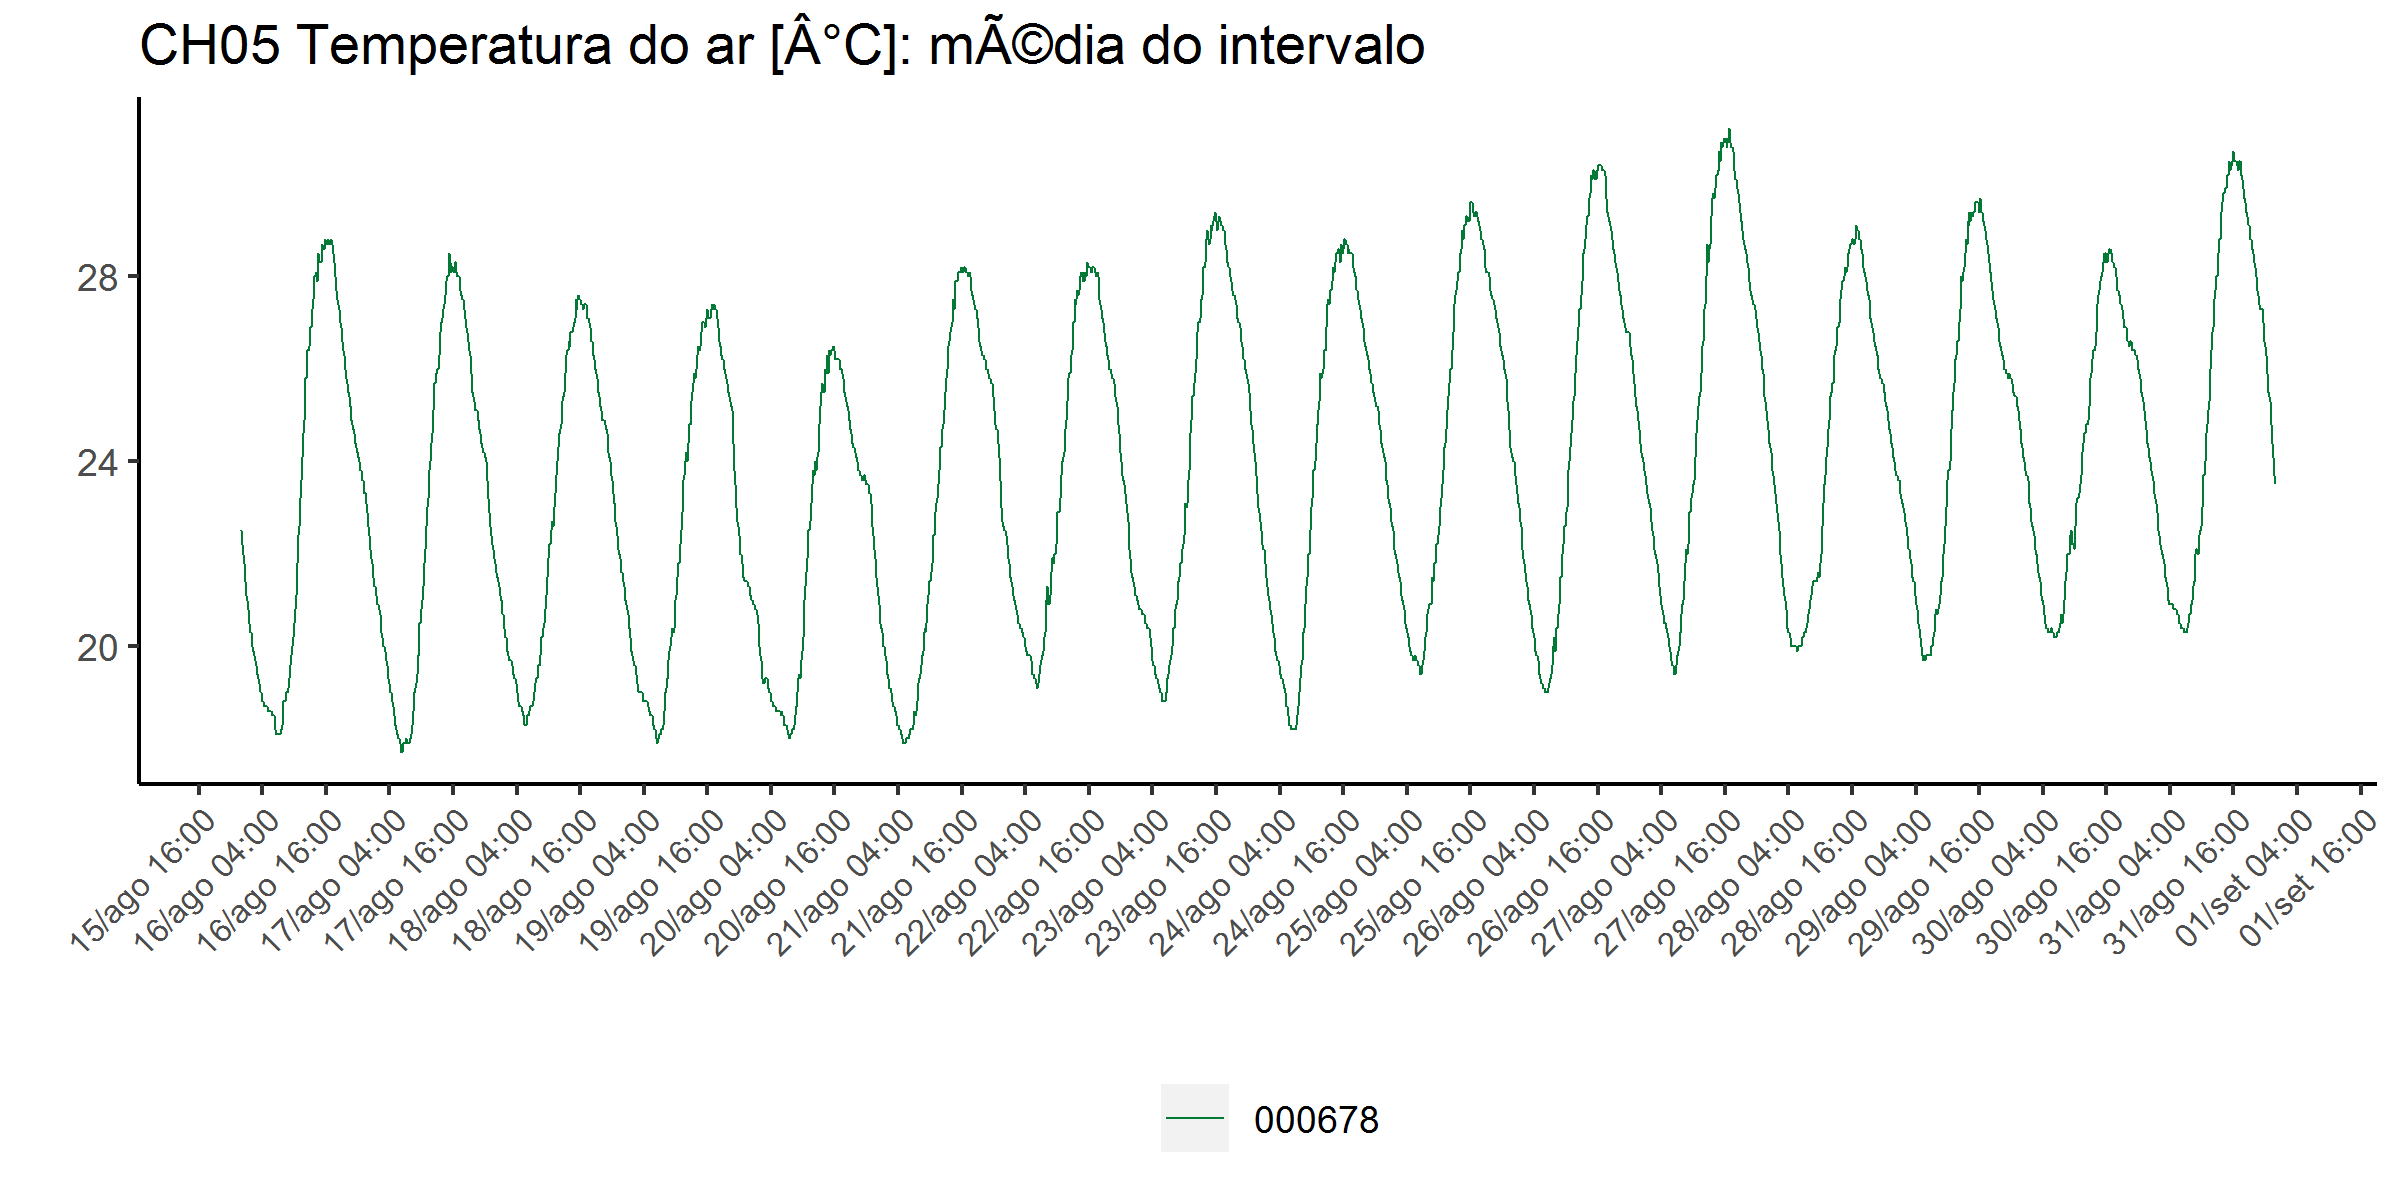 CH05 Temperatura do ar [Â°C]: mÃ©dia do intervalo
28
24
20
15/ago 16:00
16/ago 04:00
16/ago 16:00
17/ago 04:00
17/ago 16:00
18/ago 04:00
18/ago 16:00
19/ago 04:00
19/ago 16:00
20/ago 04:00
20/ago 16:00
21/ago 04:00
21/ago 16:00
22/ago 04:00
22/ago 16:00
23/ago 04:00
23/ago 16:00
24/ago 04:00
24/ago 16:00
25/ago 04:00
25/ago 16:00
26/ago 04:00
26/ago 16:00
27/ago 04:00
27/ago 16:00
28/ago 04:00
28/ago 16:00
29/ago 04:00
29/ago 16:00
30/ago 04:00
30/ago 16:00
31/ago 04:00
31/ago 16:00
01/set 04:00
01/set 16:00
000678